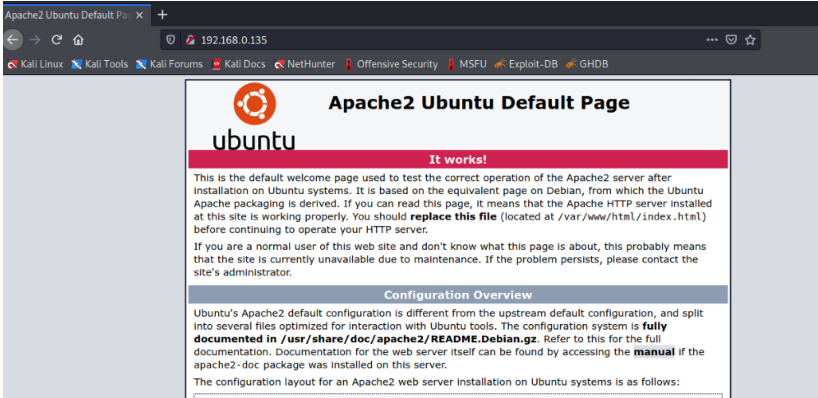 Apache2 Ubuntu Default Pa
192.168.0.135
Kali Linux Kali Tools Kali Forums Kali Docs NetHunter Offensive Security MSFU Exploit-DB GHDB
Apache2 Ubuntu Default Page
ubuntu
It works!
This is the default welcome page used to test the correct operation of the Apache2 server after
installation on Ubuntu systems. It is based on the equivalent page on Debian, from which the Ubuntu
Apache packaging is derived. If you can read this page, it means that the Apache HTTP server installed
at this site is working properly. You should replace this file (located at /var/www/html/index.html)
before continuing to operate your HTTP server.
If you are a normal user of this web site and don't know what this page is about, this probably means
that the site is currently unavailable due to maintenance. If the problem persists, please contact the
site's administrator.
Configuration Overview
Ubuntu's Apache2 default configuration is different from the upstream default configuration, and split
into several files optimized for interaction with Ubuntu tools. The configuration system is fully
documented in /usr/share/doc/apache2/README.Debian.gz. Refer to this for the full
documentation. Documentation for the web server itself can be found by accessing the manual if the
apache2-doc package was installed on this server.
The configuration layout for an Apache2 web server installation on Ubuntu systems is as follows: